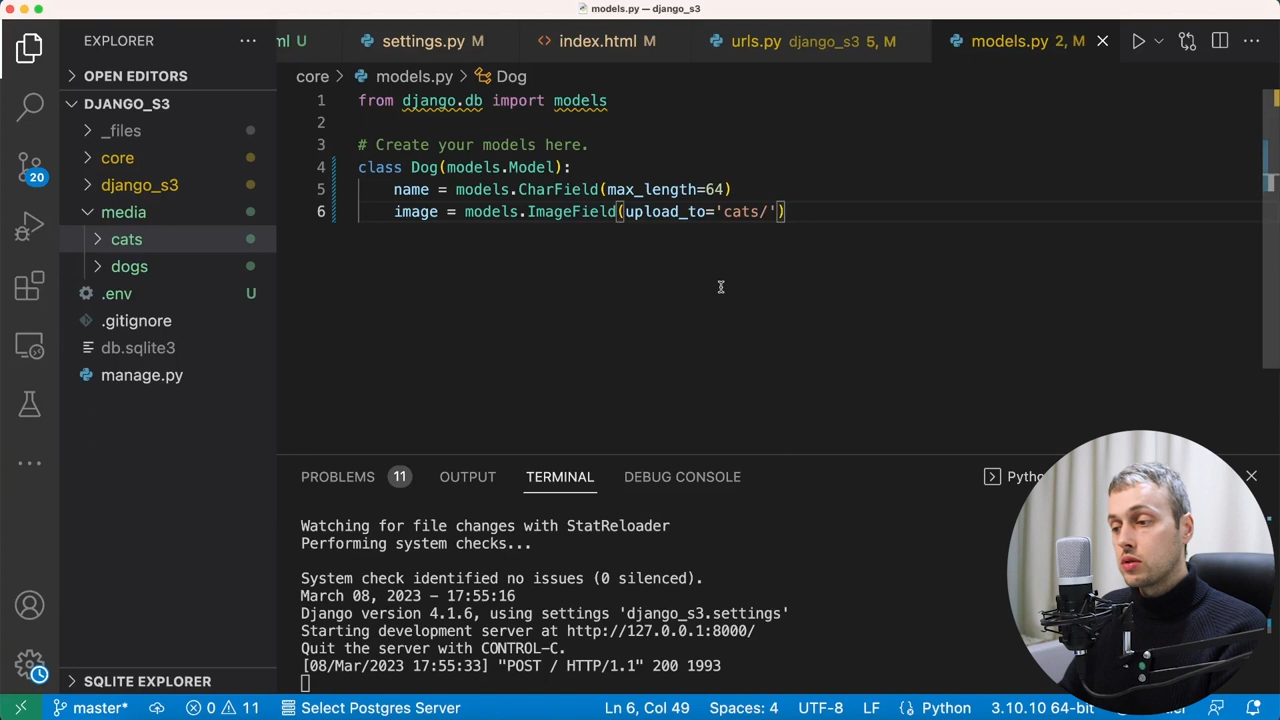 models.py — django_s3
EXPLORER
ml U
settings.py M
index.html M
urls.py django_s3 5, M
models.py 2, M
OPEN EDITORS
DJANGO_S3
_files
core
django_s3
media
cats
dogs
.env U
.gitignore
db.sqlite3
manage.py
SQLITE EXPLORER
20
core > models.py > Dog
1 from django.db import models
2
3 # Create your models here.
4 class Dog(models.Model):
5 name = models.CharField(max_length=64)
6 image = models.ImageField(upload_to='cats/')
PROBLEMS 11 OUTPUT TERMINAL DEBUG CONSOLE
Watching for file changes with StatReloader
Performing system checks...
System check identified no issues (0 silenced).
March 08, 2023 - 17:55:16
Django version 4.1.6, using settings 'django_s3.settings'
Starting development server at http://127.0.0.1:8000/
Quit the server with CONTROL-C.
[08/Mar/2023 17:55:33] "POST / HTTP/1.1" 200 1993
master* 0 11 Select Postgres Server Ln 6, Col 49 Spaces: 4 UTF-8 LF Python 3.10.10 64-bit